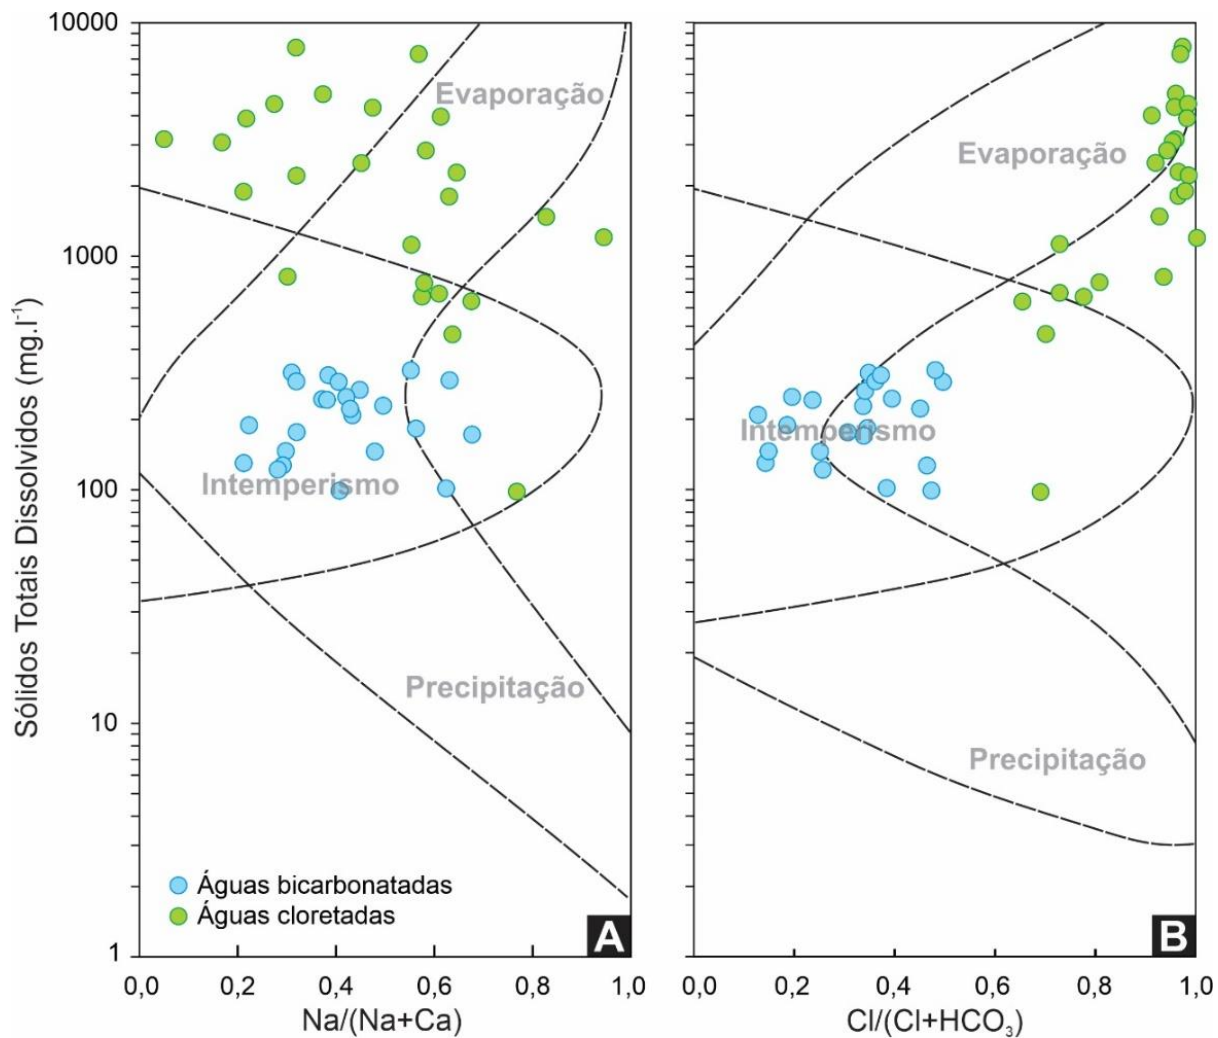 Sólidos Totais Dissolvidos (mg.l⁻¹)
10000
1000
100
10
1
Evaporação
Intemperismo
Precipitação
Águas bicarbonatadas
Águas cloretadas
A
0,0 0,2 0,4 0,6 0,8 1,0
Na/(Na+Ca)
Evaporação
Intemperismo
Precipitação
B
0,0 0,2 0,4 0,6 0,8 1,0
Cl/(Cl+HCO₃)